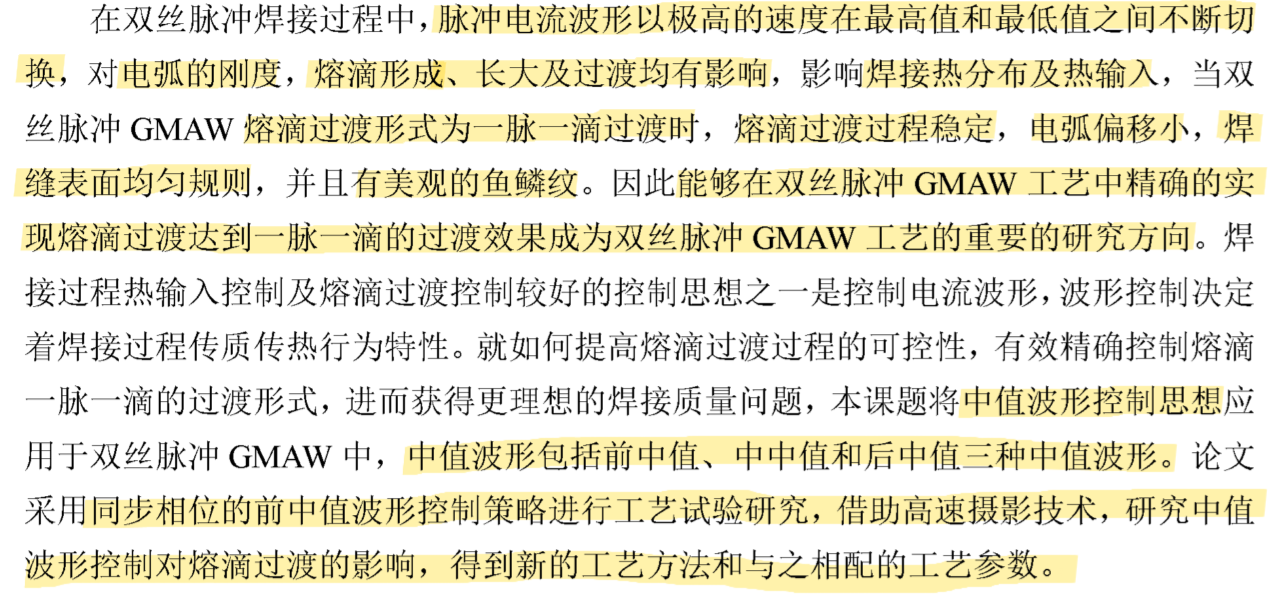 在双丝脉冲焊接过程中，脉冲电流波形以极高的速度在最高值和最低值之间不断切
换，对电弧的刚度，熔滴形成、长大及过渡均有影响，影响焊接热分布及热输入，当双
丝脉冲 GMAW 熔滴过渡形式为一脉一滴过渡时，熔滴过渡过程稳定，电弧偏移小，焊
缝表面均匀规则，并且有美观的鱼鳞纹。因此能够在双丝脉冲 GMAW 工艺中精确的实
现熔滴过渡达到一脉一滴的过渡效果成为双丝脉冲 GMAW 工艺的重要的研究方向。焊
接过程热输入控制及熔滴过渡控制较好的控制思想之一是控制电流波形，波形控制决定
着焊接过程传质传热行为特性。就如何提高熔滴过渡过程的可控性，有效精确控制熔滴
一脉一滴的过渡形式，进而获得更理想的焊接质量问题，本课题将中值波形控制思想应
用于双丝脉冲 GMAW 中，中值波形包括前中值、中中值和后中值三种中值波形。论文
采用同步相位的前中值波形控制策略进行工艺试验研究，借助高速摄影技术，研究中值
波形控制对熔滴过渡的影响，得到新的工艺方法和与之相配的工艺参数。